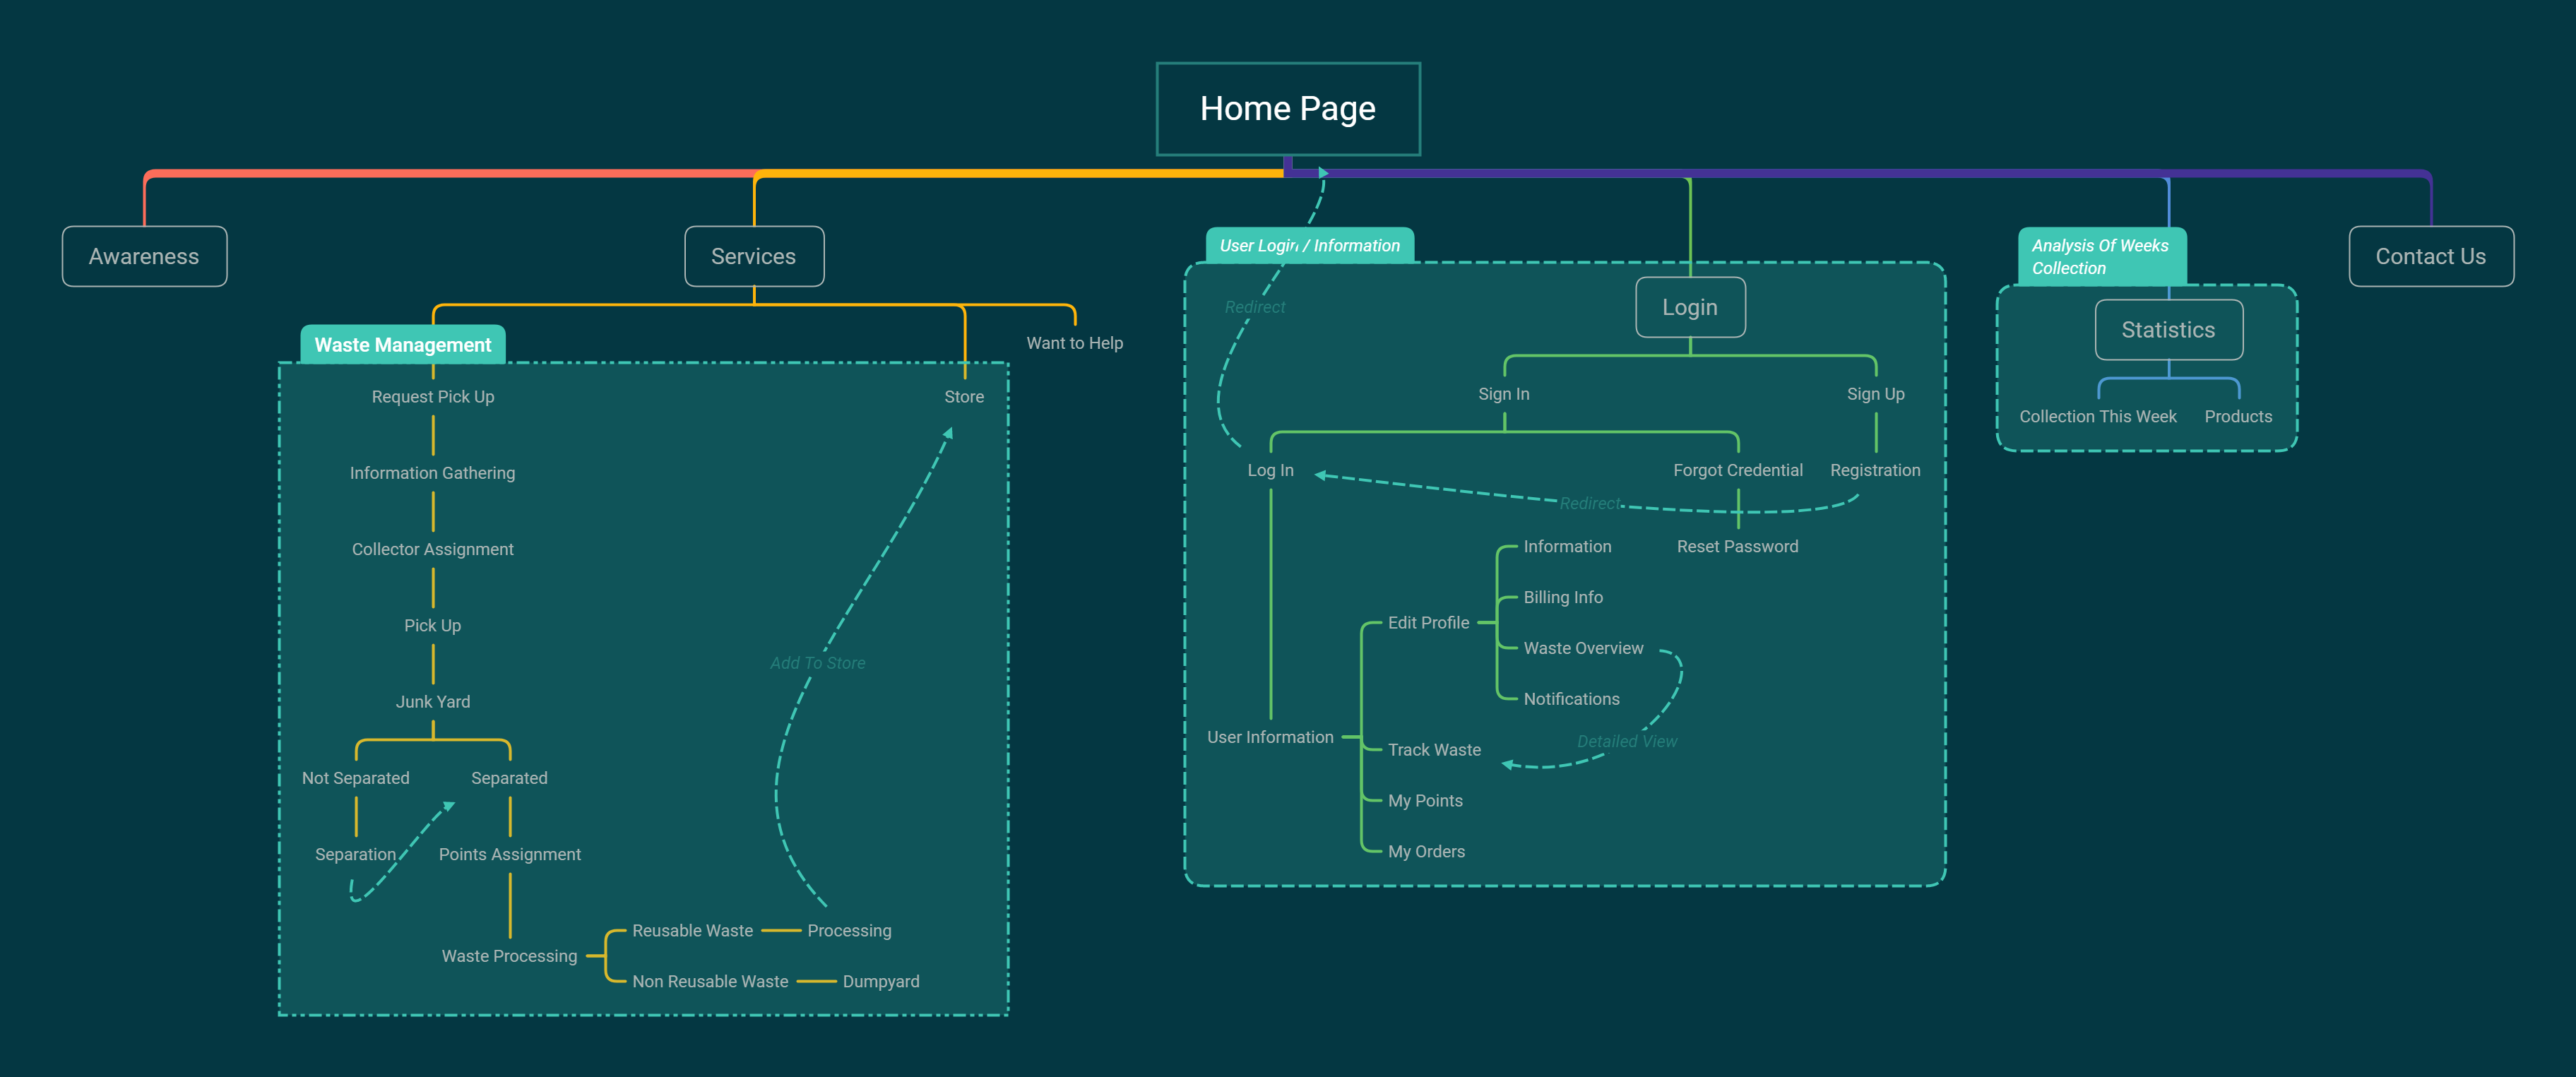 Home Page
Awareness
Services
Waste Management
Request Pick Up
Information Gathering
Collector Assignment
Pick Up
Junk Yard
Not Separated
Separated
Separation
Points Assignment
Waste Processing
Reusable Waste
Processing
Non Reusable Waste
Dumpyard
Add To Store
Store
Want to Help
User Login / Information
Redirect
Login
Sign In
Sign Up
Log In
Forgot Credential
Registration
Redirect
Reset Password
User Information
Edit Profile
Information
Billing Info
Waste Overview
Notifications
Detailed View
Track Waste
My Points
My Orders
Analysis Of Weeks
Collection
Statistics
Collection This Week
Products
Contact Us